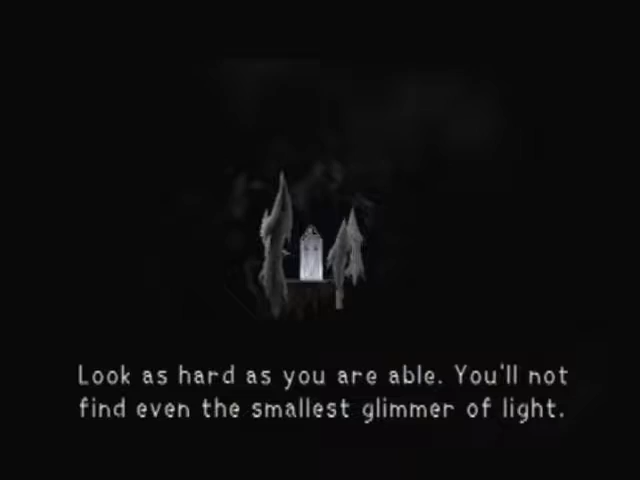 Look as hard as you are able. You'll not
find even the smallest glimmer of light.